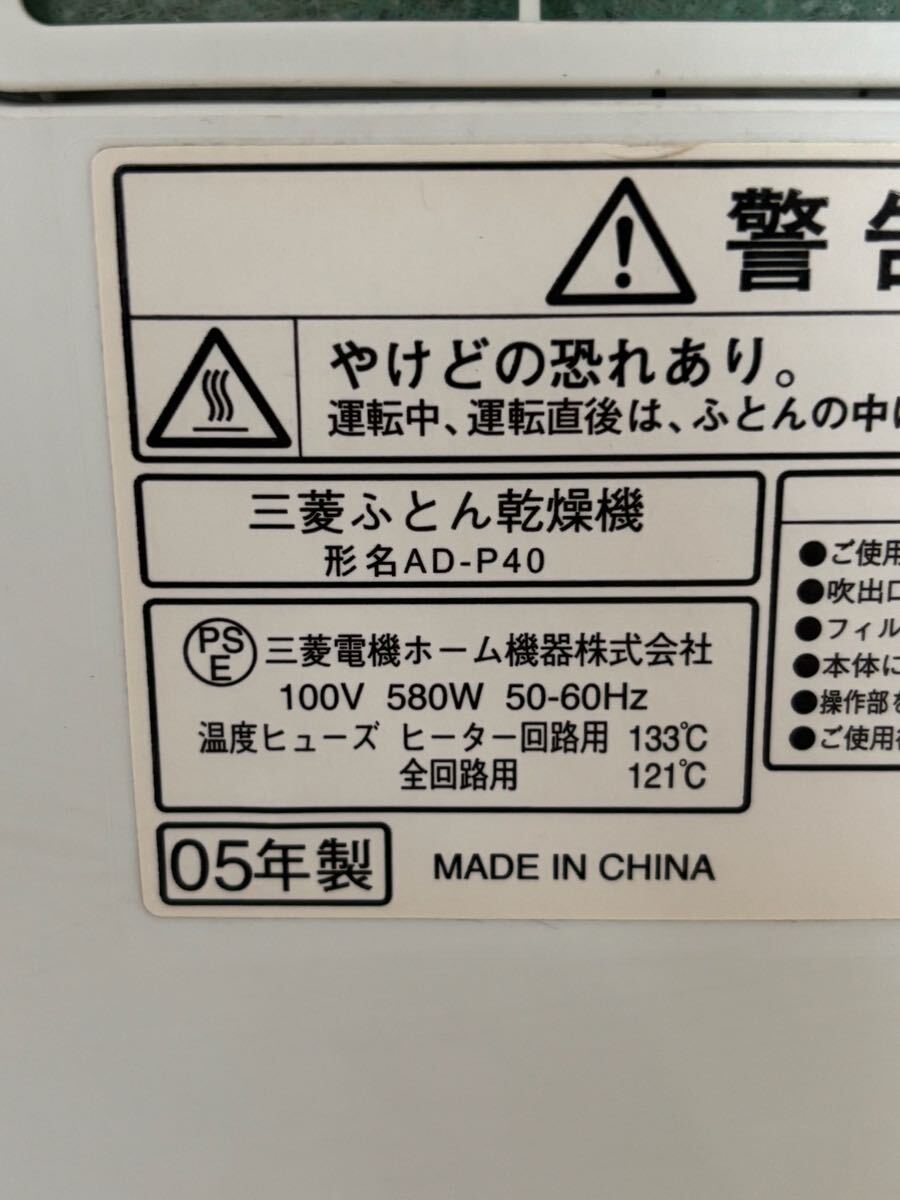 警告
やけどの恐れあり。
運転中、運転直後は、ふとんの中に
三菱ふとん乾燥機
形名AD-P40
PSE 三菱電機ホーム機器株式会社
100V 580W 50-60Hz
温度ヒューズ ヒーター回路用 133℃
全回路用 121℃
05年製 MADE IN CHINA
●ご使用
●吹出口
●フィル
●本体に
●操作部を
●ご使用